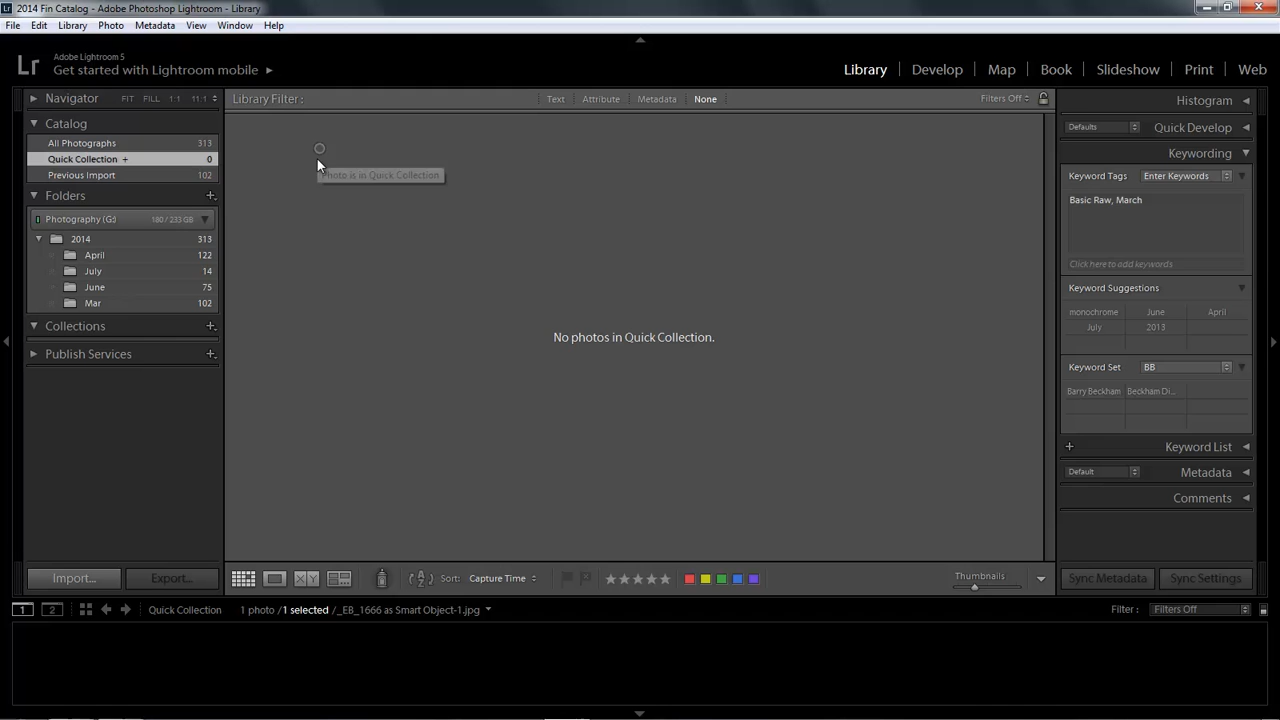 2014 Fin Catalog - Adobe Photoshop Lightroom - Library
File Edit Library Photo Metadata View Window Help
Lr Adobe Lightroom 5
Get started with Lightroom mobile
Library Develop Map Book Slideshow Print Web
Navigator FIT FILL 1:1 11:1
Library Filter : Text Attribute Metadata None Filters Off
Histogram
Catalog
Defaults Quick Develop
All Photographs 313
Quick Collection + 0
Previous Import 102
Keywording
Photo is in Quick Collection
Keyword Tags Enter Keywords
Folders
Basic Raw, March
Photography (G:) 180 / 233 GB
2014 313
April 122
July 14
June 75
Mar 102
Click here to add keywords
Keyword Suggestions
monochrome June April
July 2013
Collections
No photos in Quick Collection.
Publish Services
Keyword Set BB
Barry Beckham Beckham Di...
+ Keyword List
Default Metadata
Comments
Import... Export...
XY
Sort: Capture Time
Thumbnails
Sync Metadata Sync Settings
1 2 Quick Collection 1 photo / 1 selected / _EB_1666 as Smart Object-1.jpg
Filter : Filters Off